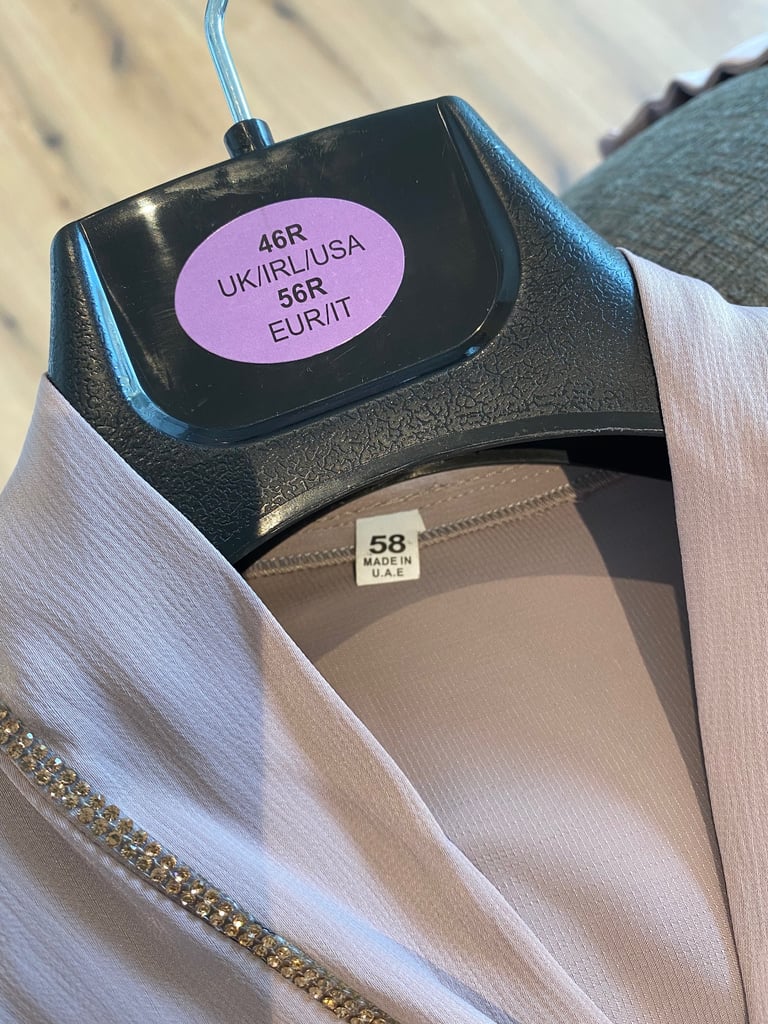 46R
UK/IRL/USA
56R
EUR/IT
58
MADE IN
U.A.E